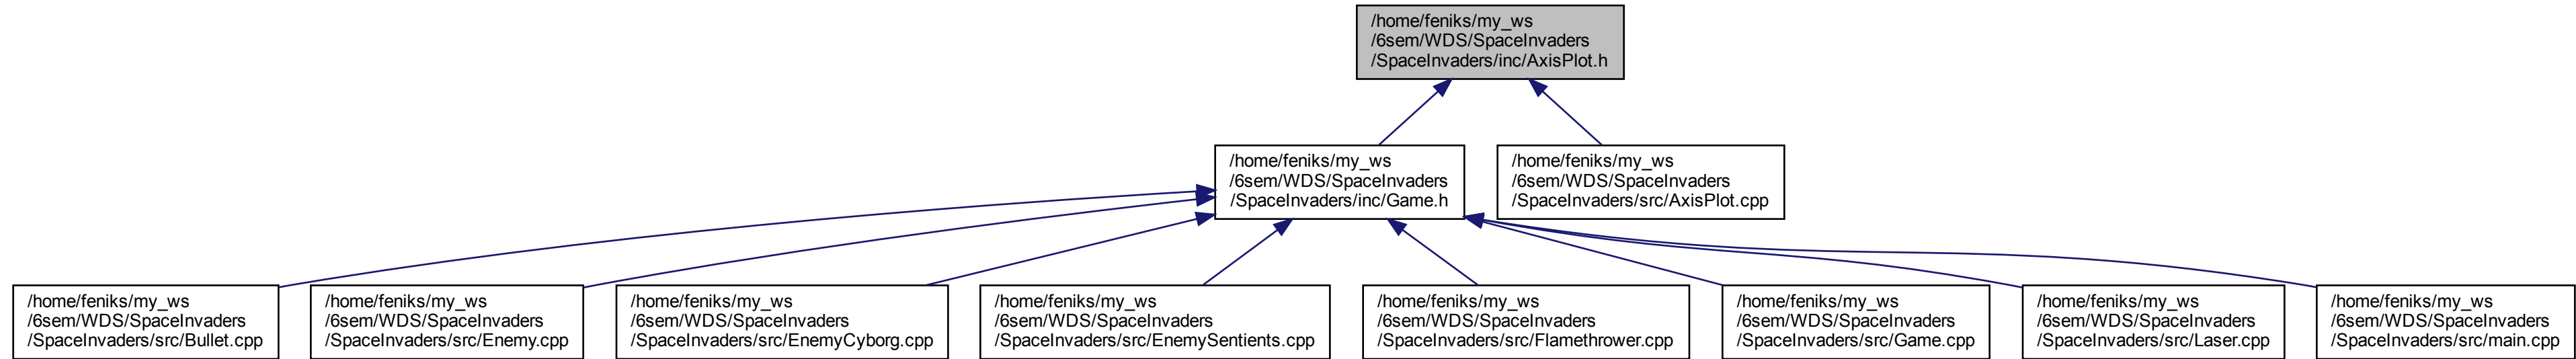 /home/feniks/my_ws
/6sem/WDS/SpaceInvaders
/SpaceInvaders/inc/AxisPlot.h
/home/feniks/my_ws
/6sem/WDS/SpaceInvaders
/SpaceInvaders/inc/Game.h
/home/feniks/my_ws
/6sem/WDS/SpaceInvaders
/SpaceInvaders/src/AxisPlot.cpp
/home/feniks/my_ws
/6sem/WDS/SpaceInvaders
/SpaceInvaders/src/Bullet.cpp
/home/feniks/my_ws
/6sem/WDS/SpaceInvaders
/SpaceInvaders/src/Enemy.cpp
/home/feniks/my_ws
/6sem/WDS/SpaceInvaders
/SpaceInvaders/src/EnemyCyborg.cpp
/home/feniks/my_ws
/6sem/WDS/SpaceInvaders
/SpaceInvaders/src/EnemySentients.cpp
/home/feniks/my_ws
/6sem/WDS/SpaceInvaders
/SpaceInvaders/src/Flamethrower.cpp
/home/feniks/my_ws
/6sem/WDS/SpaceInvaders
/SpaceInvaders/src/Game.cpp
/home/feniks/my_ws
/6sem/WDS/SpaceInvaders
/SpaceInvaders/src/Laser.cpp
/home/feniks/my_ws
/6sem/WDS/SpaceInvaders
/SpaceInvaders/src/main.cpp